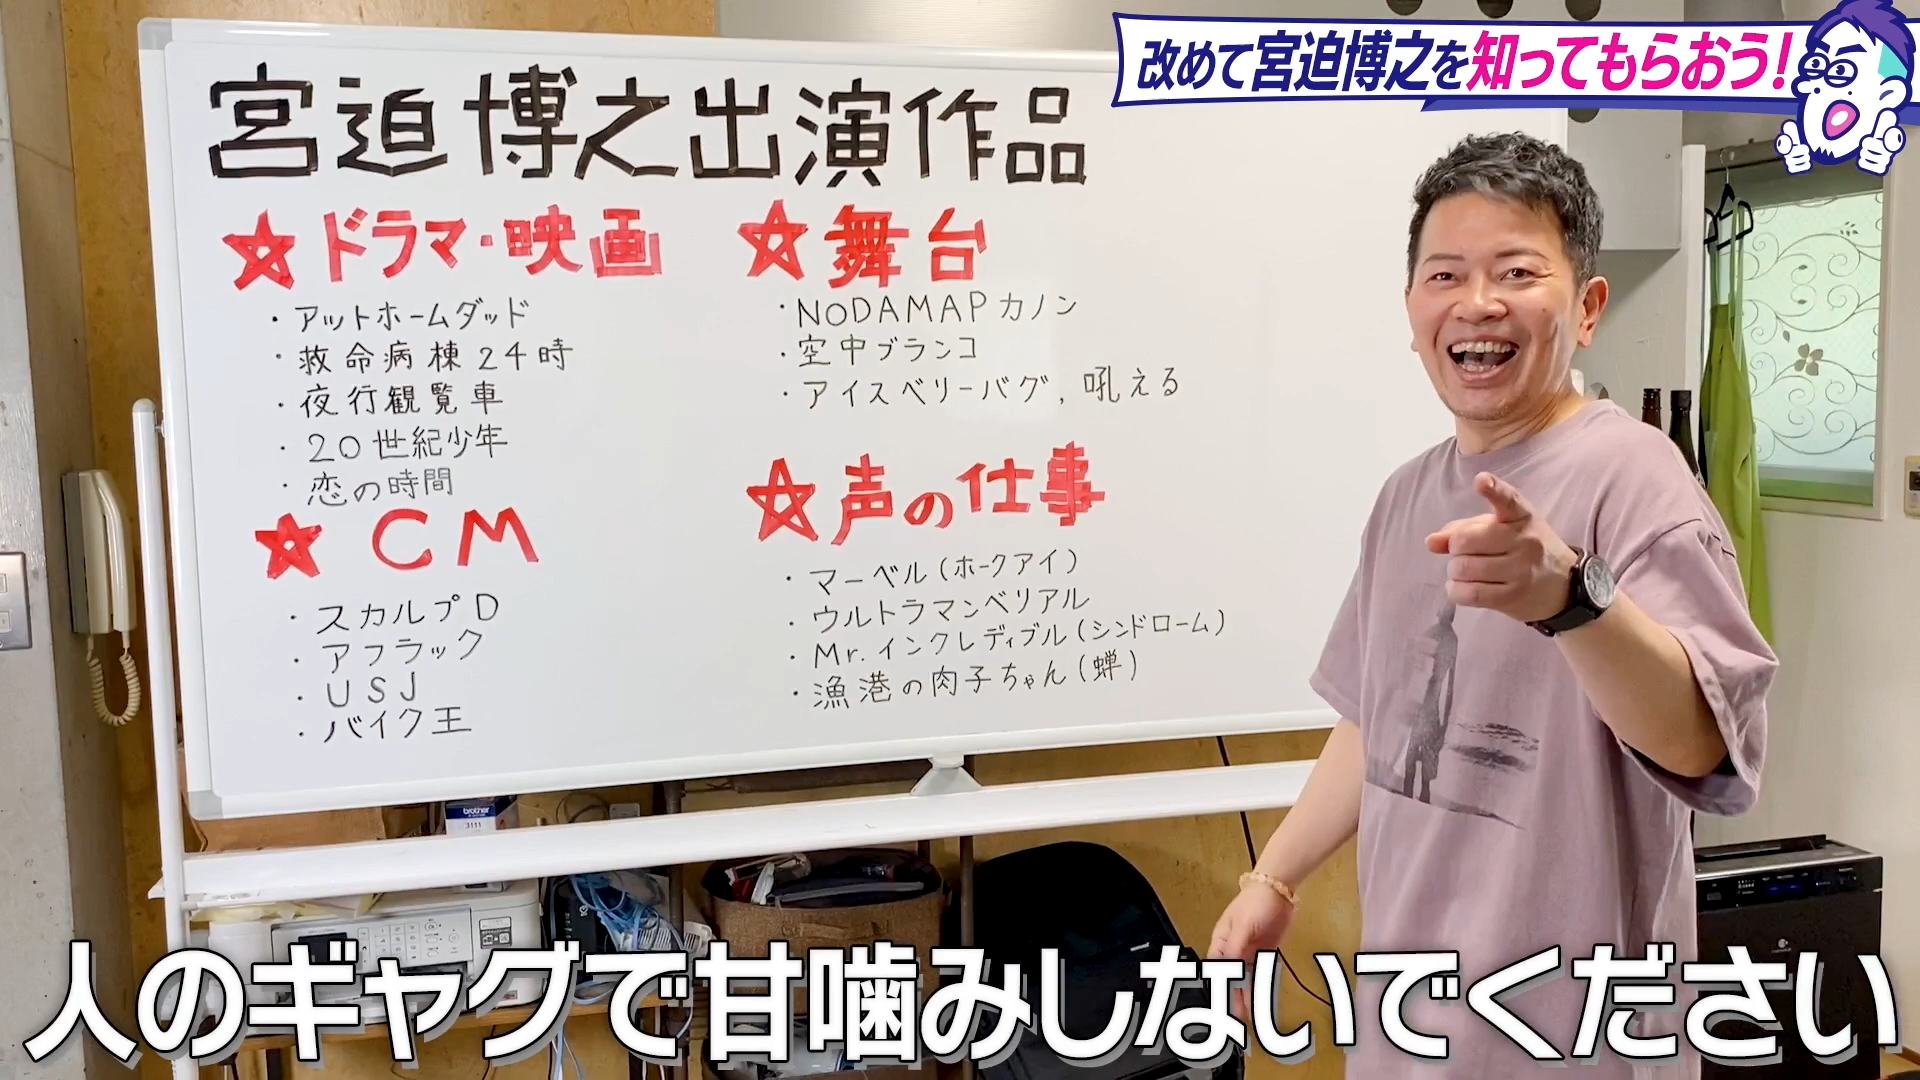 改めて宮迫博之を知ってもらおう!
宮迫博之出演作品
☆ドラマ・映画
・アットホームダッド
・救命病棟24時
・夜行観覧車
・20世紀少年
・恋の時間
☆CM
・スカルプD
・アフラック
・USJ
・バイク王
☆舞台
・NODAMAPカノン
・空中ブランコ
・アイスベリーバグ,吼える
☆声の仕事
・マーベル(ホークアイ)
・ウルトラマンベリアル
・Mr.インクレディブル(シンドローム)
・漁港の肉子ちゃん(蝉)
brother
3111
人のギャグで甘噛みしないでください